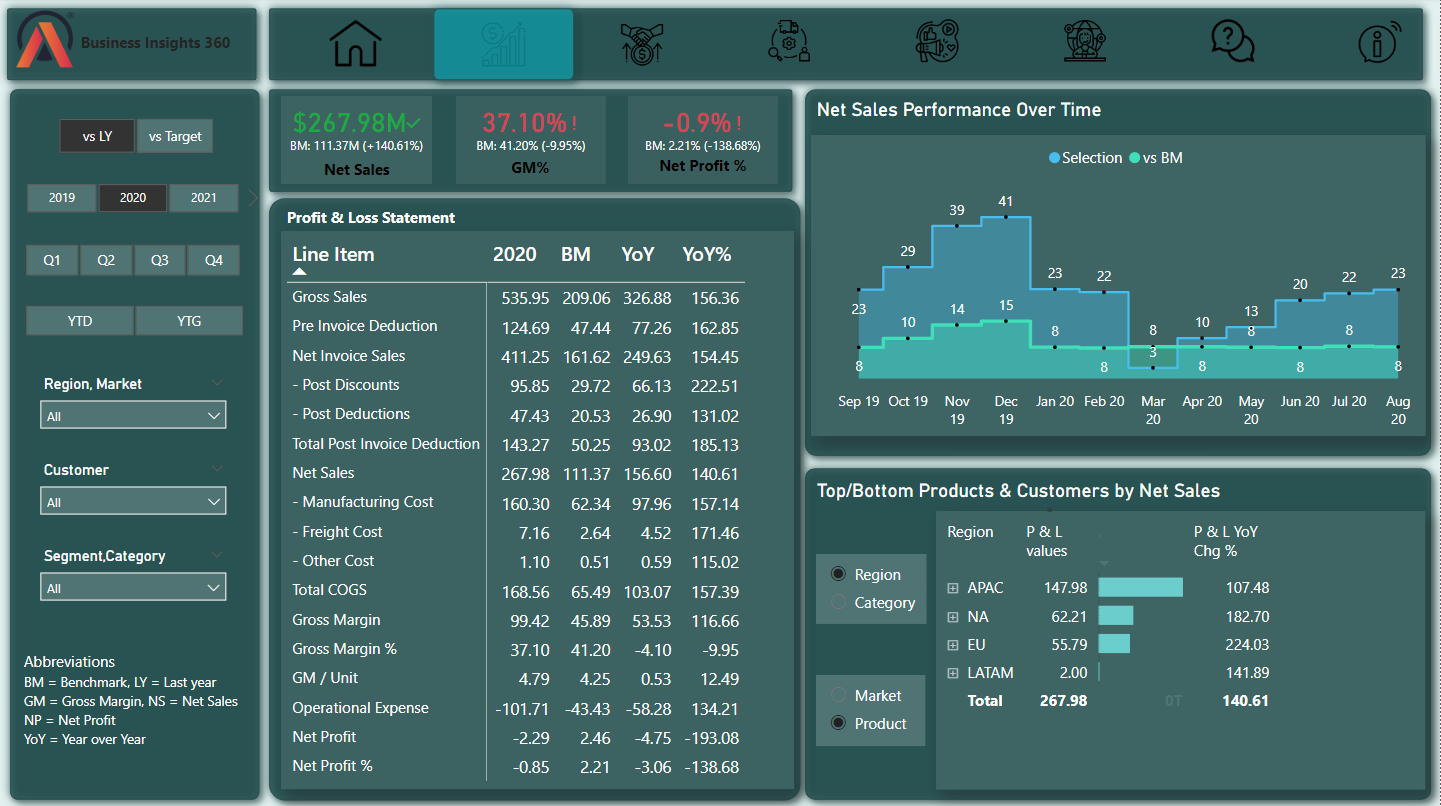 Business Insights 360
vs LY
vs Target
2019
2020
2021
Q1
Q2
Q3
Q4
YTD
YTG
Region, Market
All
Customer
All
Segment,Category
All
Abbreviations
BM = Benchmark, LY = Last year
GM = Gross Margin, NS = Net Sales
NP = Net Profit
YoY = Year over Year
$267.98M✓
BM: 111.37M (+140.61%)
Net Sales
37.10% !
BM: 41.20% (-9.95%)
GM%
-0.9% !
BM: 2.21% (-138.68%)
Net Profit %
Profit & Loss Statement
Line Item 2020 BM YoY YoY%
Gross Sales 535.95 209.06 326.88 156.36
Pre Invoice Deduction 124.69 47.44 77.26 162.85
Net Invoice Sales 411.25 161.62 249.63 154.45
- Post Discounts 95.85 29.72 66.13 222.51
- Post Deductions 47.43 20.53 26.90 131.02
Total Post Invoice Deduction 143.27 50.25 93.02 185.13
Net Sales 267.98 111.37 156.60 140.61
- Manufacturing Cost 160.30 62.34 97.96 157.14
- Freight Cost 7.16 2.64 4.52 171.46
- Other Cost 1.10 0.51 0.59 115.02
Total COGS 168.56 65.49 103.07 157.39
Gross Margin 99.42 45.89 53.53 116.66
Gross Margin % 37.10 41.20 -4.10 -9.95
GM / Unit 4.79 4.25 0.53 12.49
Operational Expense -101.71 -43.43 -58.28 134.21
Net Profit -2.29 2.46 -4.75 -193.08
Net Profit % -0.85 2.21 -3.06 -138.68
Net Sales Performance Over Time
Selection vs BM
23 29 39 41 23 22 3 10 13 20 22 23
8 10 14 15 8 8 8 8 8 8 8 8
Sep 19 Oct 19 Nov 19 Dec 19 Jan 20 Feb 20 Mar 20 Apr 20 May 20 Jun 20 Jul 20 Aug 20
Top/Bottom Products & Customers by Net Sales
Region
Category
Market
Product
Region P & L values P & L YoY Chg %
APAC 147.98 107.48
NA 62.21 182.70
EU 55.79 224.03
LATAM 2.00 141.89
Total 267.98 0T 140.61